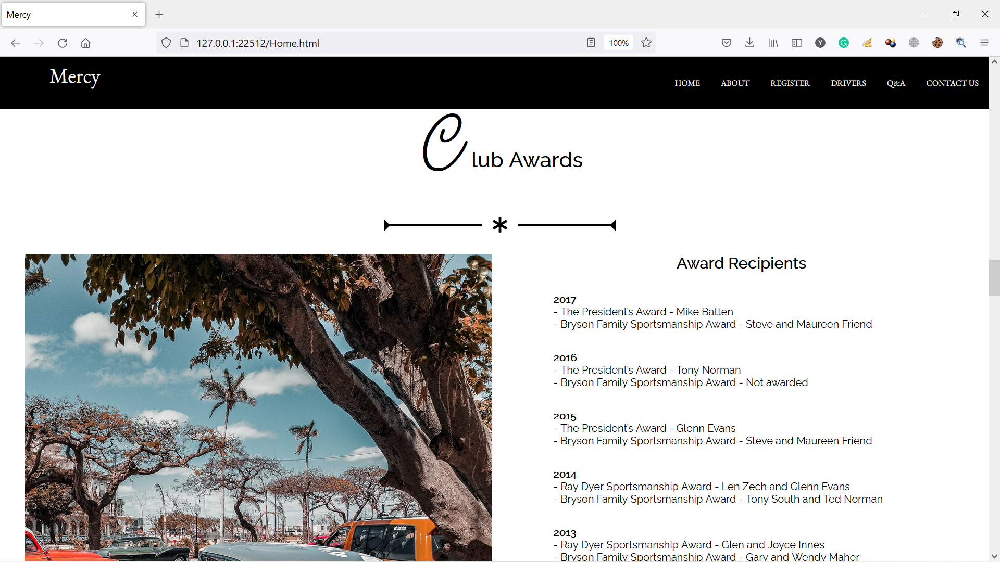 Mercy
127.0.0.1:22512/Home.html
100%
Y
G
Mercy
HOME ABOUT REGISTER DRIVERS Q&A CONTACT US
Club Awards
*
Award Recipients
2017
- The President's Award - Mike Batten
- Bryson Family Sportsmanship Award - Steve and Maureen Friend
2016
- The President's Award - Tony Norman
- Bryson Family Sportsmanship Award - Not awarded
2015
- The President's Award - Glenn Evans
- Bryson Family Sportsmanship Award - Steve and Maureen Friend
2014
- Ray Dyer Sportsmanship Award - Len Zech and Glenn Evans
- Bryson Family Sportsmanship Award - Tony South and Ted Norman
2013
- Ray Dyer Sportsmanship Award - Glen and Joyce Innes
- Bryson Family Sportsmanship Award - Gary and Wendy Maher